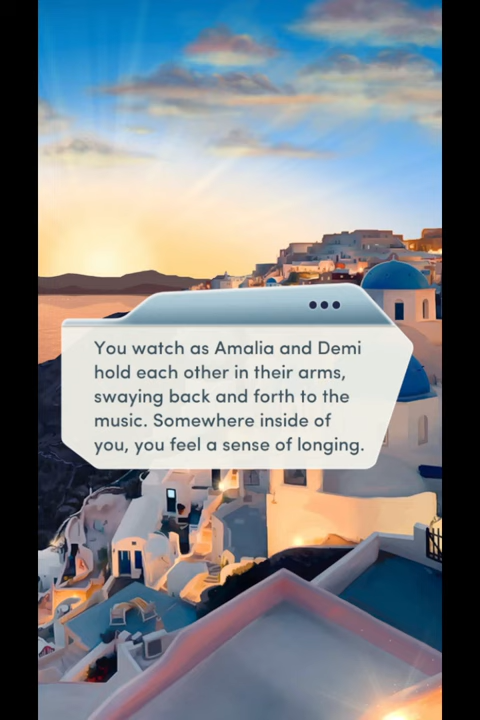 You watch as Amalia and Demi
hold each other in their arms,
swaying back and forth to the
music. Somewhere inside of
you, you feel a sense of longing.